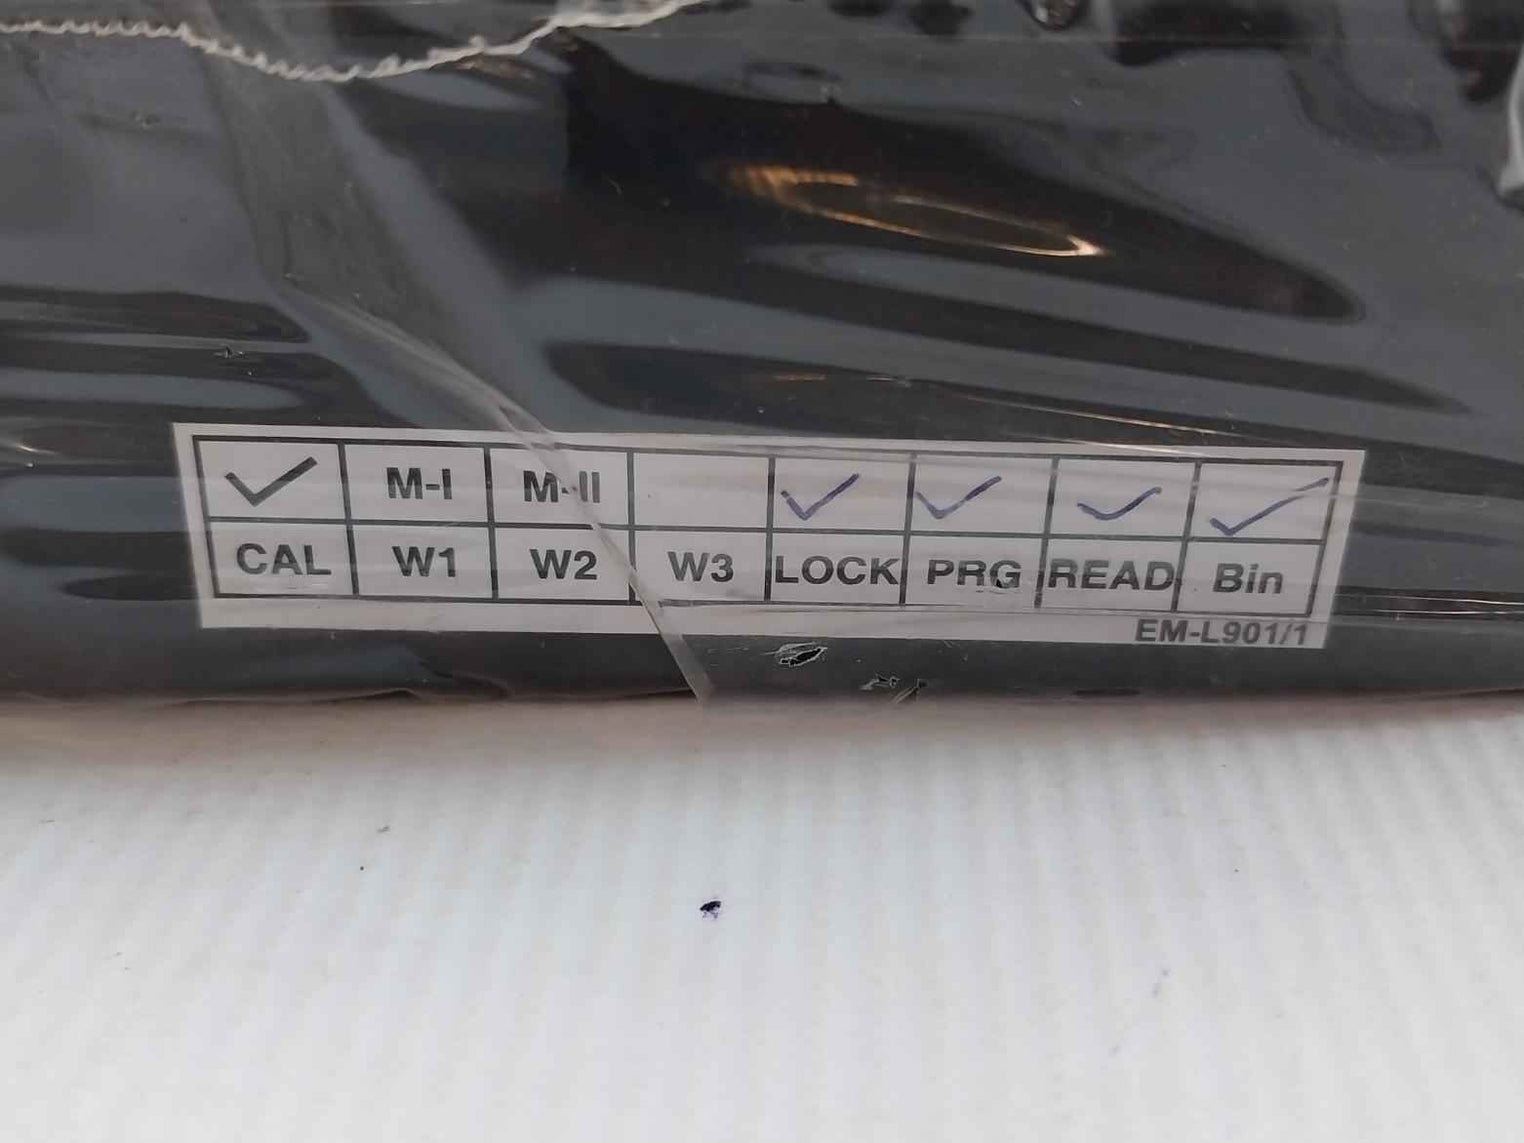 ✓ M-I M-II ✓ ✓ ✓ ✓
CAL W1 W2 W3 LOCK PRG READ Bin
EM-L901/1